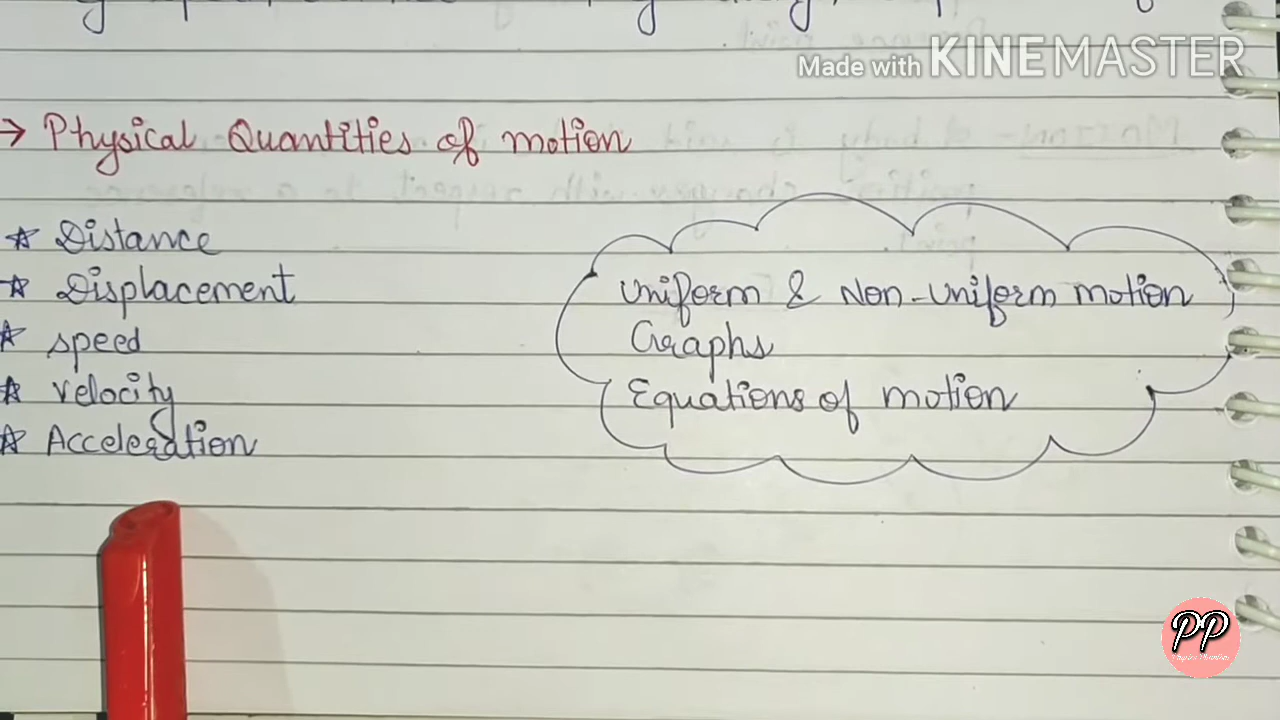 Made with KINEMASTER
→ Physical Quantities of motion
☆ Distance
☆ Displacement
☆ speed
☆ velocity
☆ Acceleration
Uniform & Non-Uniform motion
Graphs
Equations of motion
PP